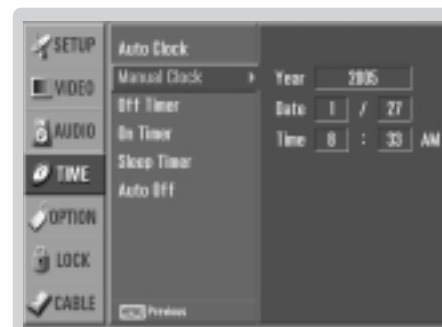 SETUP
VIDEO
AUDIO
TIME
OPTION
LOCK
CABLE
Auto Clock
Manual Clock
Off Timer
On Timer
Sleep Timer
Auto Off
Year 2005
Date 1 / 27
Time 8 : 33 AM
Previous